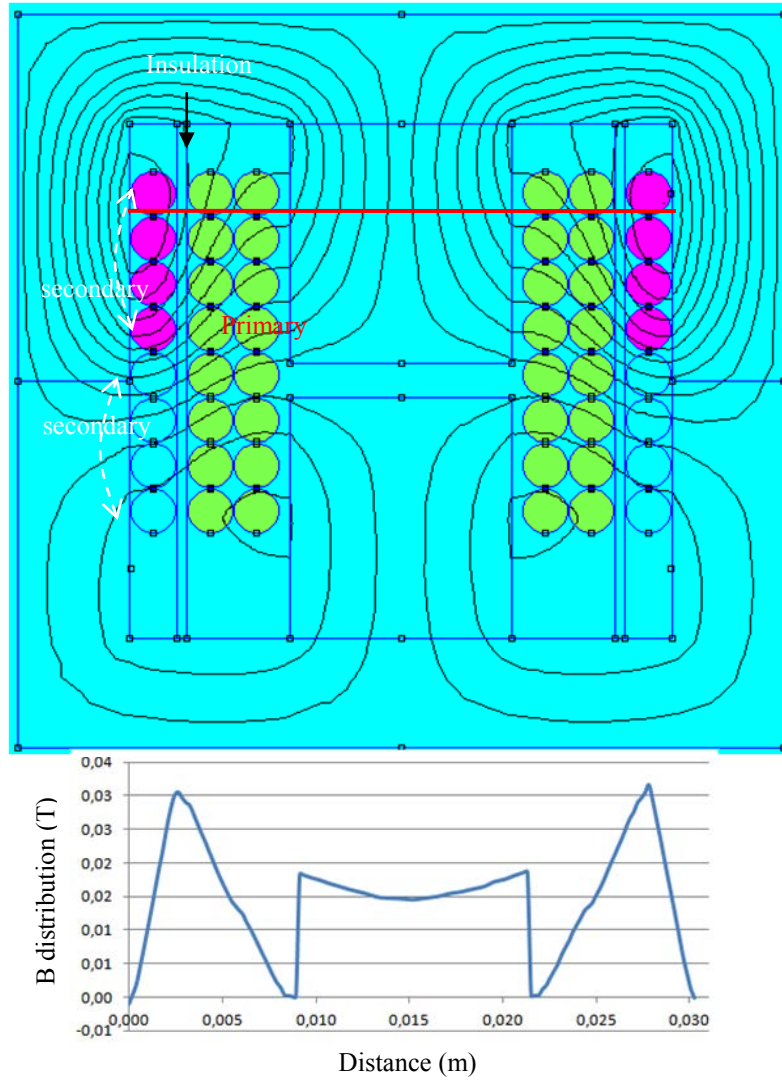 Insulation
secondary
Primary
secondary
0,04
0,03
0,03
0,02
0,02
0,01
0,01
0,00
-0,01
B distribution (T)
0,000 0,005 0,010 0,015 0,020 0,025 0,030
Distance (m)